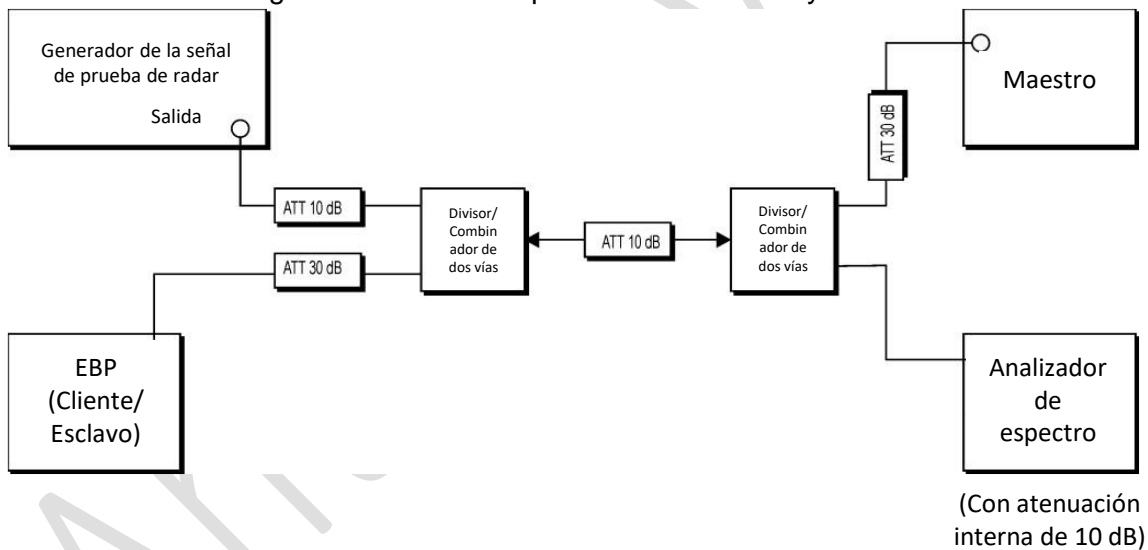 Generador de la señal
de prueba de radar
Salida
Maestro
ATT 30 dB
ATT 10 dB
ATT 30 dB
Divisor/
Combin
ador de
dos vías
ATT 10 dB
Divisor/
Combin
ador de
dos vías
EBP
(Cliente/
Esclavo)
Analizador
de
espectro
(Con atenuación
interna de 10 dB)